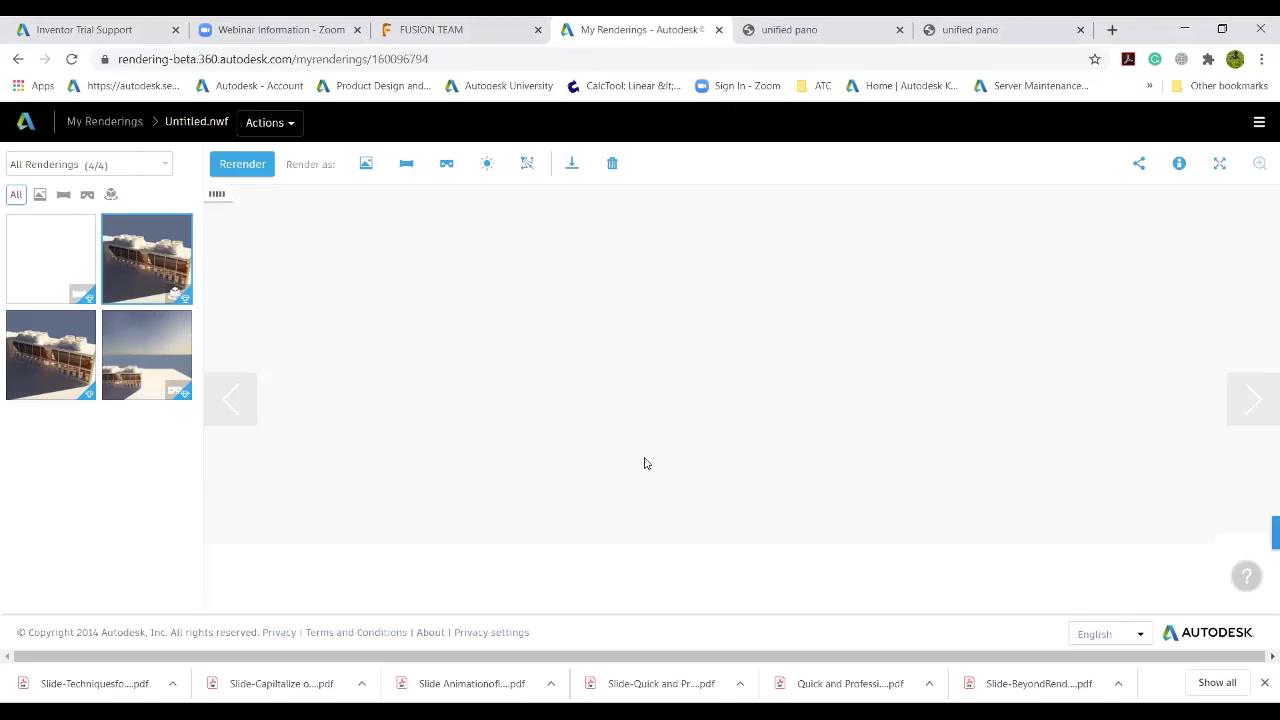 Inventor Trial Support
Webinar Information - Zoom
FUSION TEAM
My Renderings - Autodesk®
unified pano
unified pano
rendering-beta.360.autodesk.com/myrenderings/16009679
Apps
https://autodesk.se...
Autodesk - Account
Product Design and...
Autodesk University
CalcTool: Linear &lt;...
Sign In - Zoom
ATC
Home | Autodesk K...
Server Maintenance...
»
Other bookmarks
My Renderings > Untitled.nwf
Actions
All Renderings (4/4)
Rerender
Render as:
All
?
© Copyright 2014 Autodesk, Inc. All rights reserved. Privacy | Terms and Conditions | About | Privacy settings
English
AUTODESK.
Slide-Techniquesfo....pdf
Slide-Capiltalize o....pdf
Slide Animationofl....pdf
Slide-Quick and Pr....pdf
Quick and Professi....pdf
Slide-BeyondRend....pdf
Show all